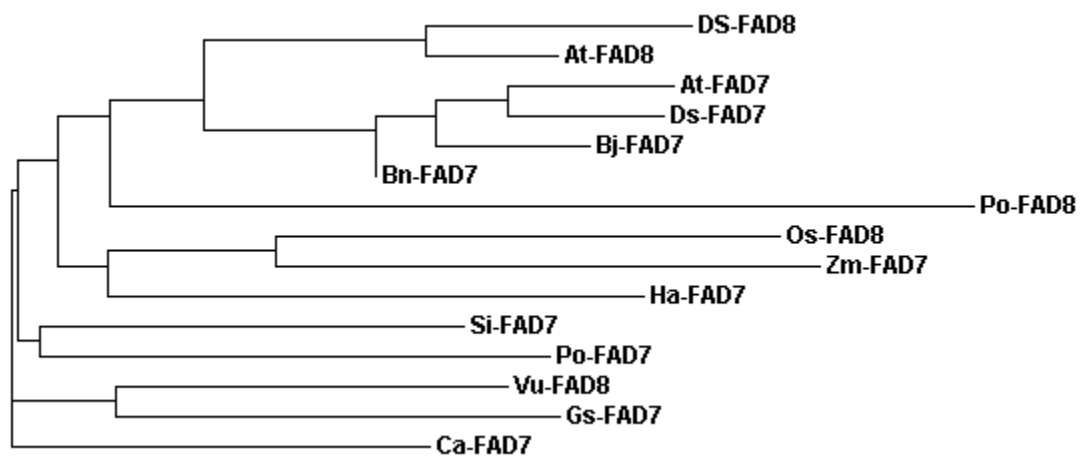 DS-FAD8
At-FAD8
At-FAD7
Ds-FAD7
Bj-FAD7
Bn-FAD7
Po-FAD8
Os-FAD8
Zm-FAD7
Ha-FAD7
Si-FAD7
Po-FAD7
Vu-FAD8
Gs-FAD7
Ca-FAD7